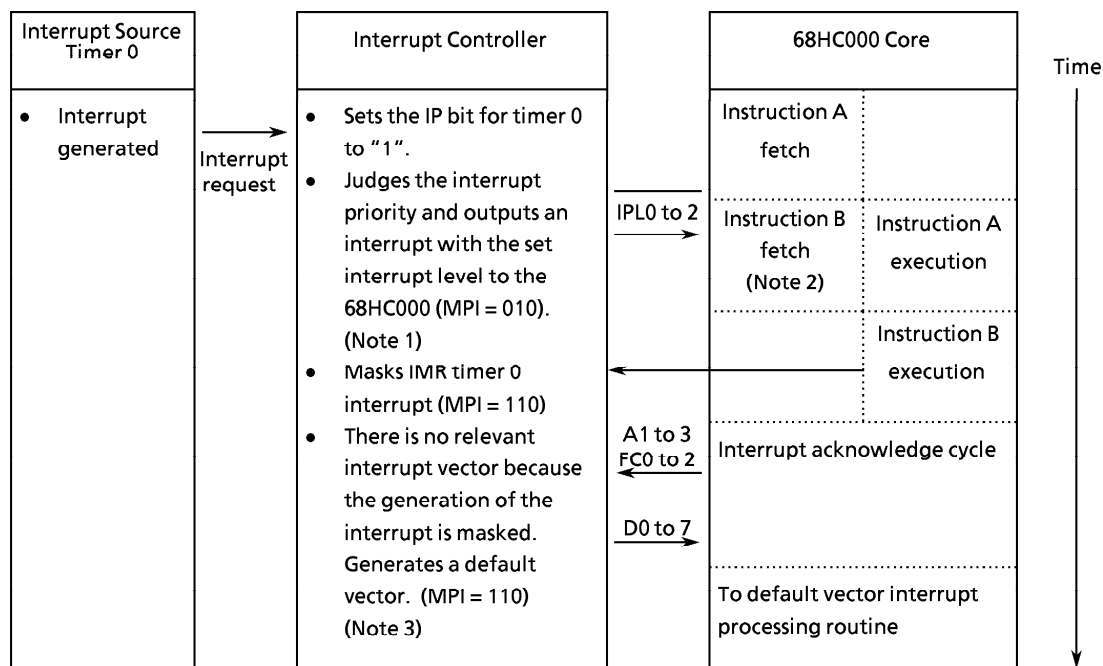 Interrupt Source
Timer 0
Interrupt Controller
68HC000 Core
Time
• Interrupt
generated
Interrupt
request
• Sets the IP bit for timer 0
to "1".
• Judges the interrupt
priority and outputs an
interrupt with the set
interrupt level to the
68HC000 (MPI = 010).
(Note 1)
• Masks IMR timer 0
interrupt (MPI = 110)
• There is no relevant
interrupt vector because
the generation of the
interrupt is masked.
Generates a default
vector. (MPI = 110)
(Note 3)
IPL0 to 2
A1 to 3
FC0 to 2
D0 to 7
Instruction A
fetch
Instruction B
fetch
(Note 2)
Instruction A
execution
Instruction B
execution
Interrupt acknowledge cycle
To default vector interrupt
processing routine